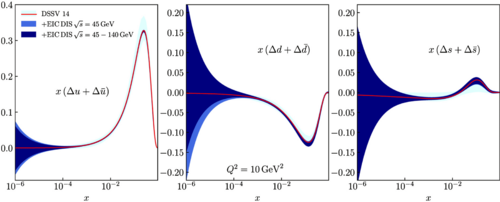 DSSV 14
+EIC DIS √s = 45 GeV
+EIC DIS √s = 45 − 140 GeV
x (Δu + Δū)
x (Δd + Δd̄)
x (Δs + Δs̄)
Q² = 10 GeV²
0.4
0.3
0.2
0.1
0.0
0.20
0.15
0.10
0.05
0.00
−0.05
−0.10
−0.15
−0.20
0.20
0.15
0.10
0.05
0.00
−0.05
−0.10
−0.15
−0.20
10⁻⁶ 10⁻⁴ 10⁻² 10⁻⁶ 10⁻⁴ 10⁻² 10⁻⁶ 10⁻⁴ 10⁻²
x x x